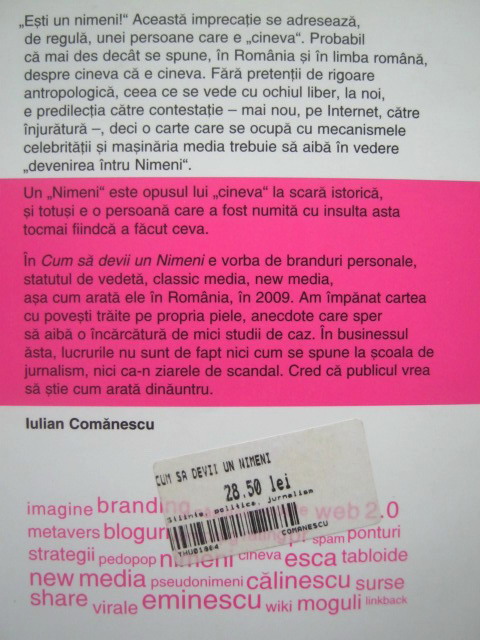 „Ești un nimeni!“ Această imprecație se adresează,
de regulă, unei persoane care e „cineva“. Probabil
că mai des decât se spune, în România și în limba română,
despre cineva că e cineva. Fără pretenții de rigoare
antropologică, ceea ce se vede cu ochiul liber, la noi,
e predilecția către contestație – mai nou, pe Internet, către
înjurătură –, deci o carte care se ocupă cu mecanismele
celebrității și mașinăria media trebuie să aibă în vedere
„devenirea întru Nimeni“.
Un „Nimeni“ este opusul lui „cineva“ la scară istorică,
și totuși e o persoană care a fost numită cu insulta asta
tocmai fiindcă a făcut ceva.
În Cum să devii un Nimeni e vorba de branduri personale,
statutul de vedetă, classic media, new media,
așa cum arată ele în România, în 2009. Am împănat cartea
cu povești trăite pe propria piele, anecdote care sper
să aibă o încărcătură de mici studii de caz. În businessul
ăsta, lucrurile nu sunt de fapt nici cum se spune la școala de
jurnalism, nici ca-n ziarele de scandal. Cred că publicul vrea
să știe cum arată dinăuntru.
Iulian Comănescu
CUM SA DEVII UN NIMENI
28.50 lei
Stiinte, politica, jurnalism
THU01984 COMANESCU
imagine branding web 2.0
metavers bloguri pr spam ponturi
strategii pedopop nimeni cineva esca tabloide
new media pseudonimeni călinescu surse
share virale eminescu wiki moguli linkback